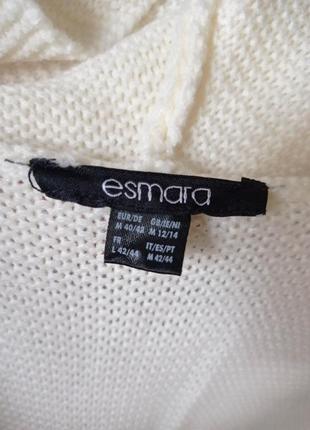 esmara
EUR/DE GB/IE/NI
M 40/42 M 12/14
FR IT/ES/PT
L 42/44 M 42/44